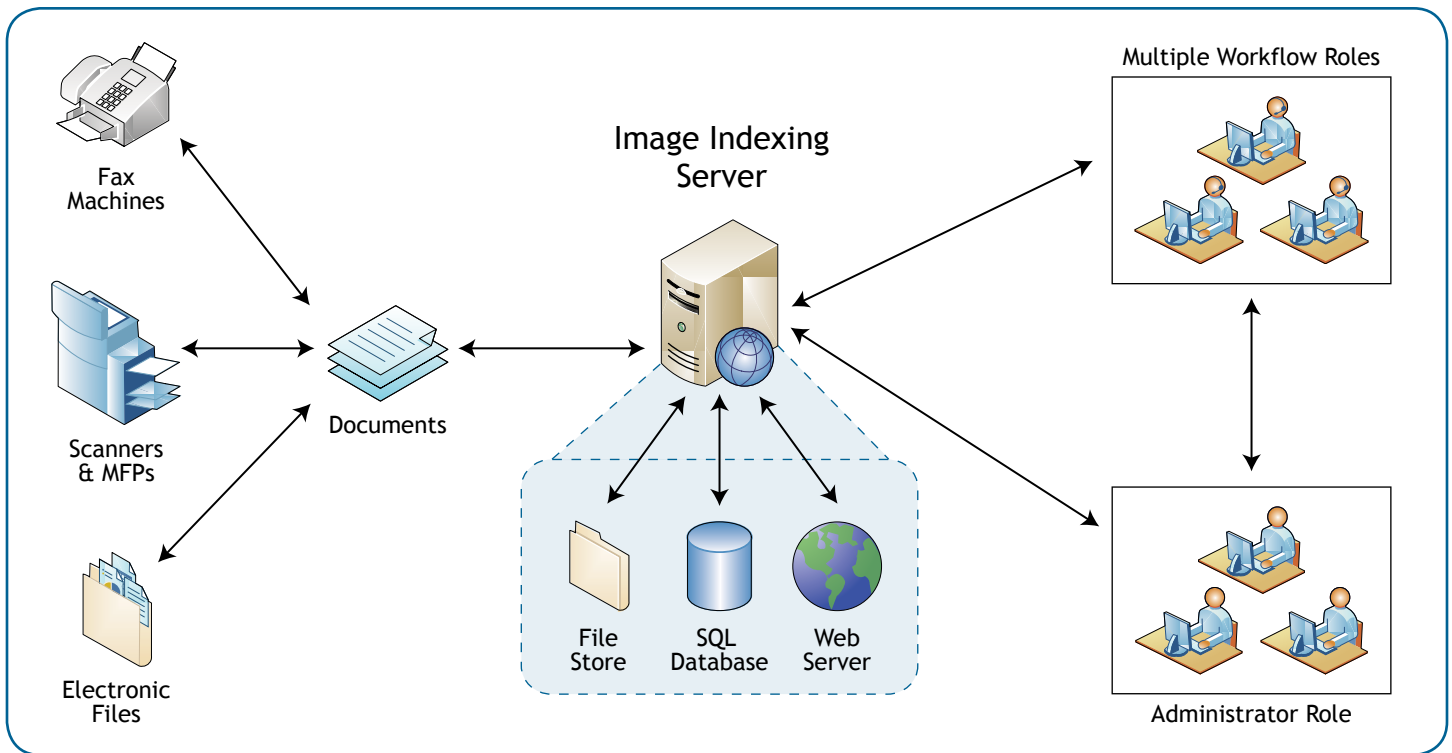 Multiple Workflow Roles
Image Indexing
Server
Fax
Machines
Documents
Scanners
& MFPs
File
Store
SQL
Database
Web
Server
Electronic
Files
Administrator Role